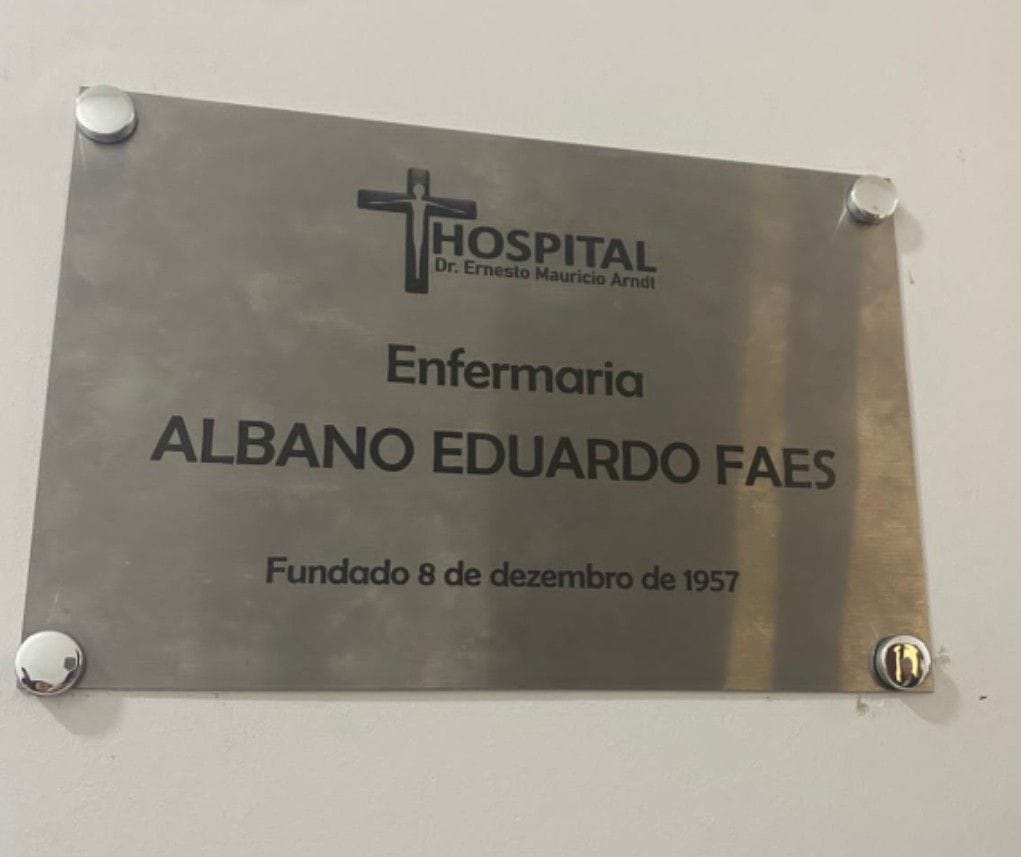 HOSPITAL
Dr. Ernesto Mauricio Arndt
Enfermaria
ALBANO EDUARDO FAES
Fundado 8 de dezembro de 1957